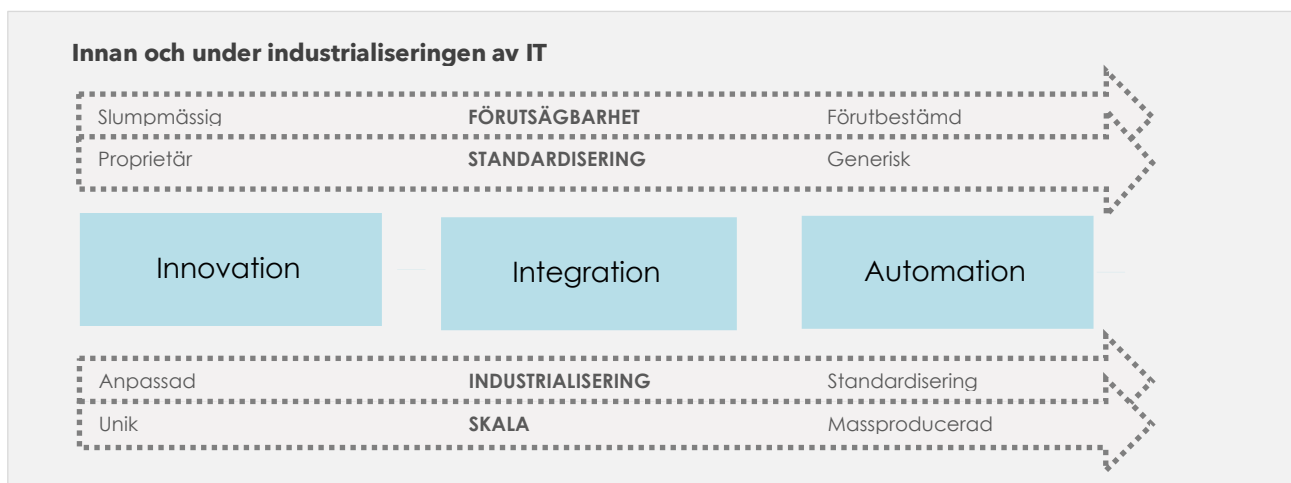 Innan och under industrialiseringen av IT
Slumpmässig FÖRUTSÄGBARHET Förutbestämd
Proprietär STANDARDISERING Generisk
Innovation Integration Automation
Anpassad INDUSTRIALISERING Standardisering
Unik SKALA Massproducerad